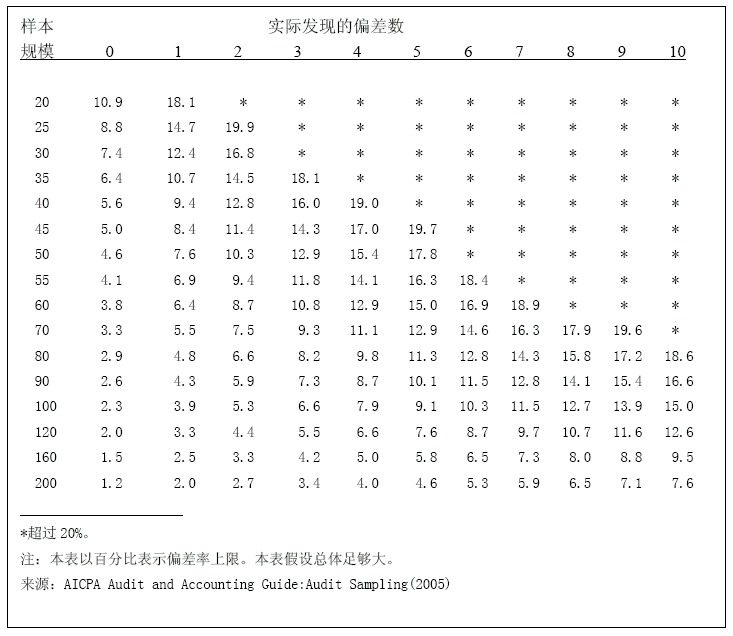 样本 实际发现的偏差数
规模 0 1 2 3 4 5 6 7 8 9 10
20 10.9 18.1 * * * * * * * * *
25 8.8 14.7 19.9 * * * * * * * *
30 7.4 12.4 16.8 * * * * * * * *
35 6.4 10.7 14.5 18.1 * * * * * * *
40 5.6 9.4 12.8 16.0 19.0 * * * * * *
45 5.0 8.4 11.4 14.3 17.0 19.7 * * * * *
50 4.6 7.6 10.3 12.9 15.4 17.8 * * * * *
55 4.1 6.9 9.4 11.8 14.1 16.3 18.4 * * * *
60 3.8 6.4 8.7 10.8 12.9 15.0 16.9 18.9 * * *
70 3.3 5.5 7.5 9.3 11.1 12.9 14.6 16.3 17.9 19.6 *
80 2.9 4.8 6.6 8.2 9.8 11.3 12.8 14.3 15.8 17.2 18.6
90 2.6 4.3 5.9 7.3 8.7 10.1 11.5 12.8 14.1 15.4 16.6
100 2.3 3.9 5.3 6.6 7.9 9.1 10.3 11.5 12.7 13.9 15.0
120 2.0 3.3 4.4 5.5 6.6 7.6 8.7 9.7 10.7 11.6 12.6
160 1.5 2.5 3.3 4.2 5.0 5.8 6.5 7.3 8.0 8.8 9.5
200 1.2 2.0 2.7 3.4 4.0 4.6 5.3 5.9 6.5 7.1 7.6
*超过 20%。
注：本表以百分比表示偏差率上限。本表假设总体足够大。
来源：AICPA Audit and Accounting Guide:Audit Sampling(2005)